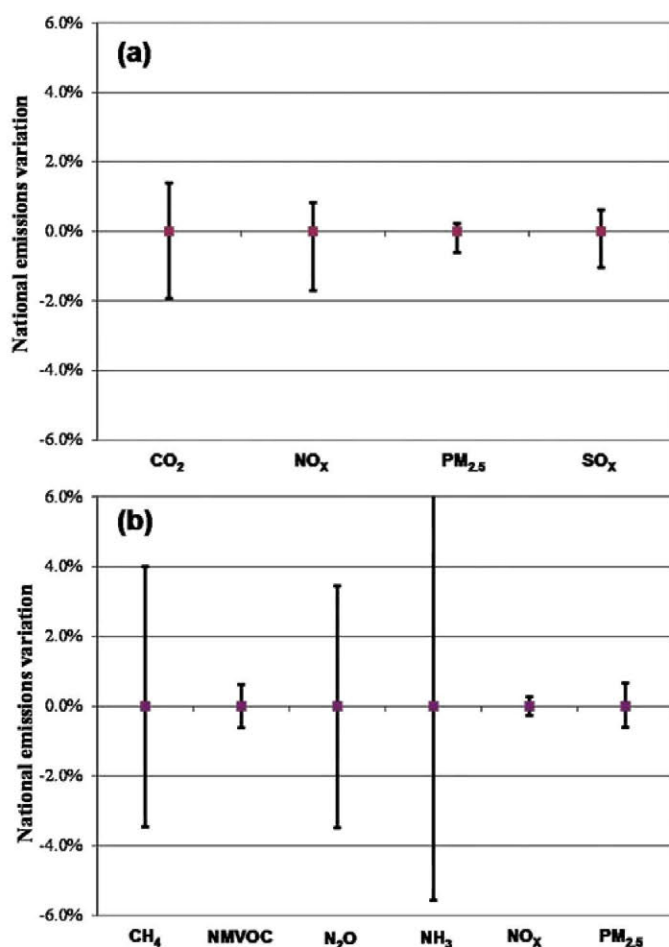 6.0%
(a)
4.0%
2.0%
0.0%
-2.0%
-4.0%
-6.0%
National emissions variation
CO₂ NOₓ PM₂.₅ SOₓ
6.0%
(b)
4.0%
2.0%
0.0%
-2.0%
-4.0%
-6.0%
National emissions variation
CH₄ NMVOC N₂O NH₃ NOₓ PM₂.₅